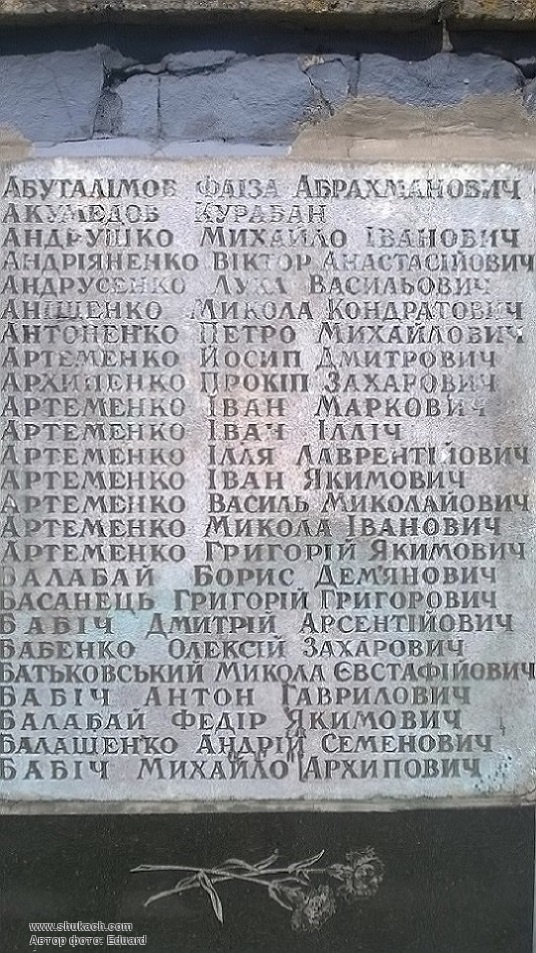 АБУТАЛІМОВ ФАІЗА АБРАХМАНОВИЧ
АКУМЕДОВ КУРАБАН
АНДРУШКО МИХАЙЛО ІВАНОВИЧ
АНДРІЯНЕНКО ВІКТОР АНАСТАСІЙОВИЧ
АНДРУСЕНКО ЛУКА ВАСИЛЬОВИЧ
АНІЩЕНКО МИКОЛА КОНДРАТОВИЧ
АНТОНЕНКО ПЕТРО МИХАЙЛОВИЧ
АРТЕМЕНКО ЙОСИП ДМИТРОВИЧ
АРХИПЕНКО ПРОКІП ЗАХАРОВИЧ
АРТЕМЕНКО ІВАН МАРКОВИЧ
АРТЕМЕНКО ІВАН ІЛЛІЧ
АРТЕМЕНКО ІЛЛЯ ЛАВРЕНТІЙОВИЧ
АРТЕМЕНКО ІВАН ЯКИМОВИЧ
АРТЕМЕНКО ВАСИЛЬ МИКОЛАЙОВИЧ
АРТЕМЕНКО МИКОЛА ІВАНОВИЧ
АРТЕМЕНКО ГРИГОРІЙ ЯКИМОВИЧ
БАЛАБАЙ БОРИС ДЕМ'ЯНОВИЧ
БАСАНЕЦЬ ГРИГОРІЙ ГРИГОРОВИЧ
БАБІЧ ДМИТРІЙ АРСЕНТІЙОВИЧ
БАБЕНКО ОЛЕКСІЙ ЗАХАРОВИЧ
БАТЬКОВСЬКИЙ МИКОЛА ЄВСТАФІЙОВИЧ
БАБІЧ АНТОН ГАВРИЛОВИЧ
БАЛАБАЙ ФЕДІР ЯКИМОВИЧ
БАЛАЩЕНКО АНДРІЙ СЕМЕНОВИЧ
БАБІЧ МИХАЙЛО АРХИПОВИЧ
www.shukach.com
Автор фото: Eduard